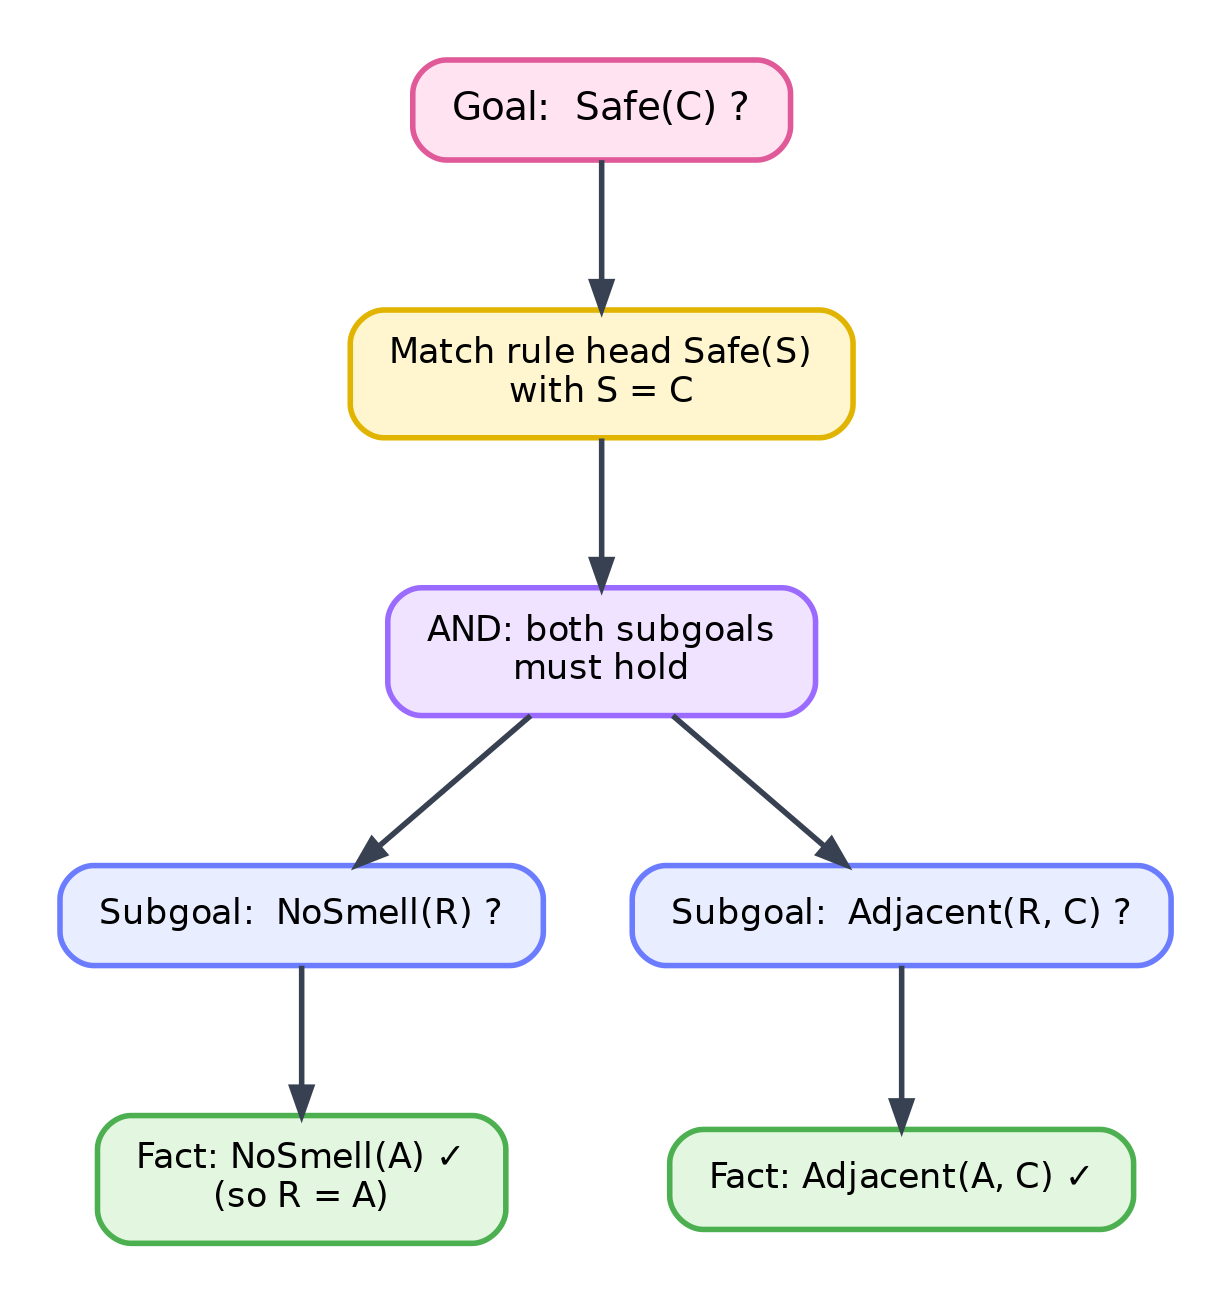 Goal:  Safe(C) ?
Match rule head Safe(S)
with S = C
AND: both subgoals
must hold
Subgoal:  NoSmell(R) ?
Subgoal:  Adjacent(R, C) ?
Fact: NoSmell(A) ✓
(so R = A)
Fact: Adjacent(A, C) ✓